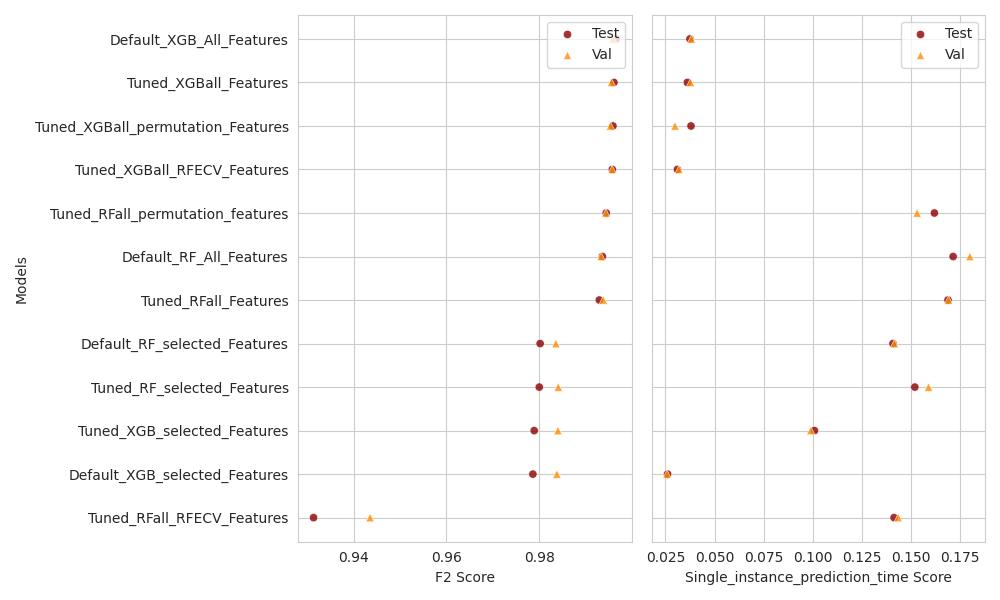 Default_XGB_All_Features
Tuned_XGBall_Features
Tuned_XGBall_permutation_Features
Tuned_XGBall_RFECV_Features
Tuned_RFall_permutation_features
Default_RF_All_Features
Tuned_RFall_Features
Default_RF_selected_Features
Tuned_RF_selected_Features
Tuned_XGB_selected_Features
Default_XGB_selected_Features
Tuned_RFall_RFECV_Features
Models
Test
Val
0.94 0.96 0.98
F2 Score
Test
Val
0.025 0.050 0.075 0.100 0.125 0.150 0.175
Single_instance_prediction_time Score